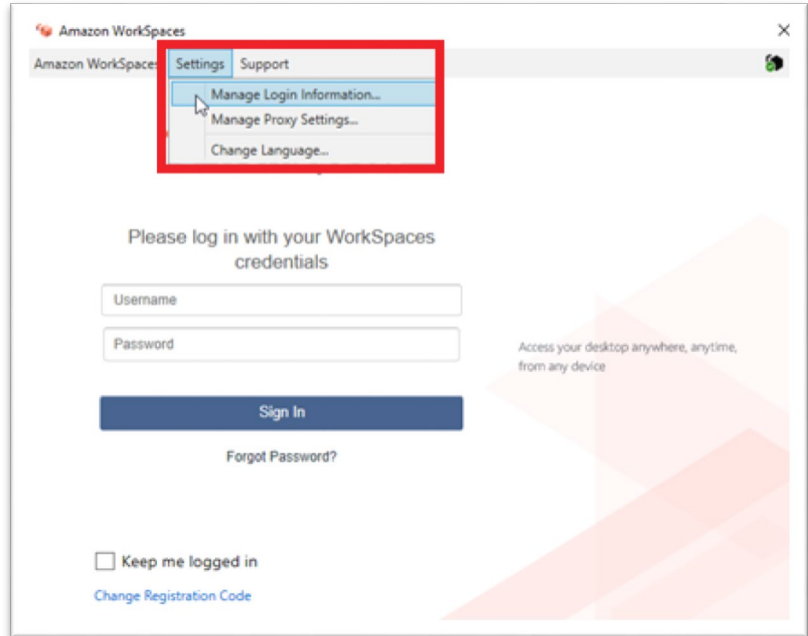 Amazon WorkSpaces
Amazon WorkSpaces Settings Support
Manage Login Information...
Manage Proxy Settings...
Change Language...
Please log in with your WorkSpaces
credentials
Username
Password
Sign In
Forgot Password?
Keep me logged in
Change Registration Code
Access your desktop anywhere, anytime,
from any device